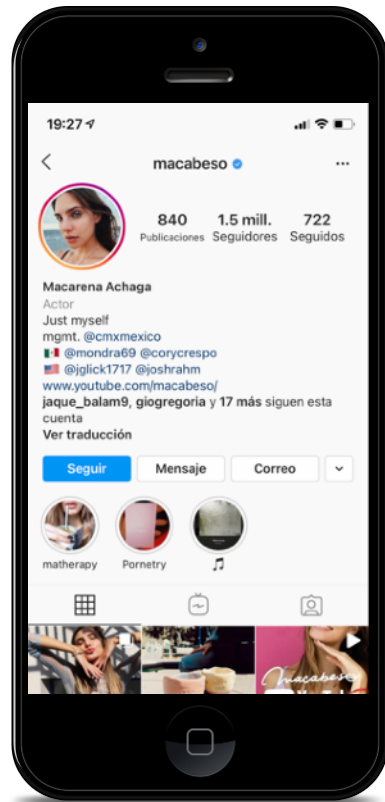 19:27
macabeso
840 1.5 mill. 722
Publicaciones Seguidores Seguidos
Macarena Achaga
Actor
Just myself
mgmt. @cmxmexico
🇲🇽 @mondra69 @corycrespo
🇺🇸 @jglick1717 @joshrahm
www.youtube.com/macabeso/
jaque_balam9, giogregoria y 17 más siguen esta
cuenta
Ver traducción
Seguir Mensaje Correo
matherapy Pornetry 🎵
macabeso